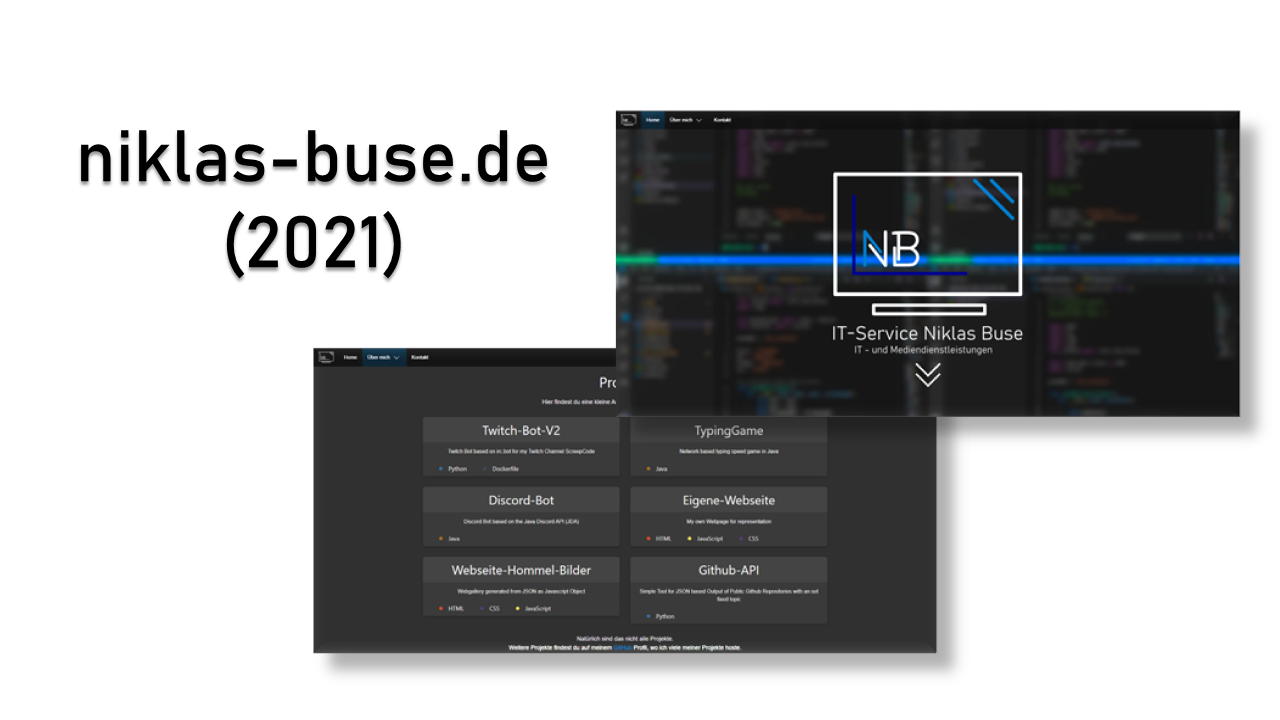 niklas-buse.de
(2021)
Home Über mich Kontakt
NB
IT-Service Niklas Buse
IT - und Mediendienstleistungen
Home Über mich Kontakt
Hier findest du eine kleine
Twitch-Bot-V2
Twitch Bot based on irc.bot for my Twitch Channel ScreepCode
Python Dockerfile
TypingGame
Network based typing speed game in Java
Java
Discord-Bot
Discord Bot based on the Java Discord API (JDA)
Java
Eigene-Webseite
My own Webpage for representation
HTML JavaScript CSS
Webseite-Hommel-Bilder
Webgallery generated from JSON as Javascript Object
HTML CSS JavaScript
Github-API
Simple Tool for JSON based Output of Public Github Repositories with an set
fixed topic
Python
Natürlich sind das nicht alle Projekte.
Weitere Projekte findest du auf meinem GitHub Profil, wo ich viele meiner Projekte hoste.